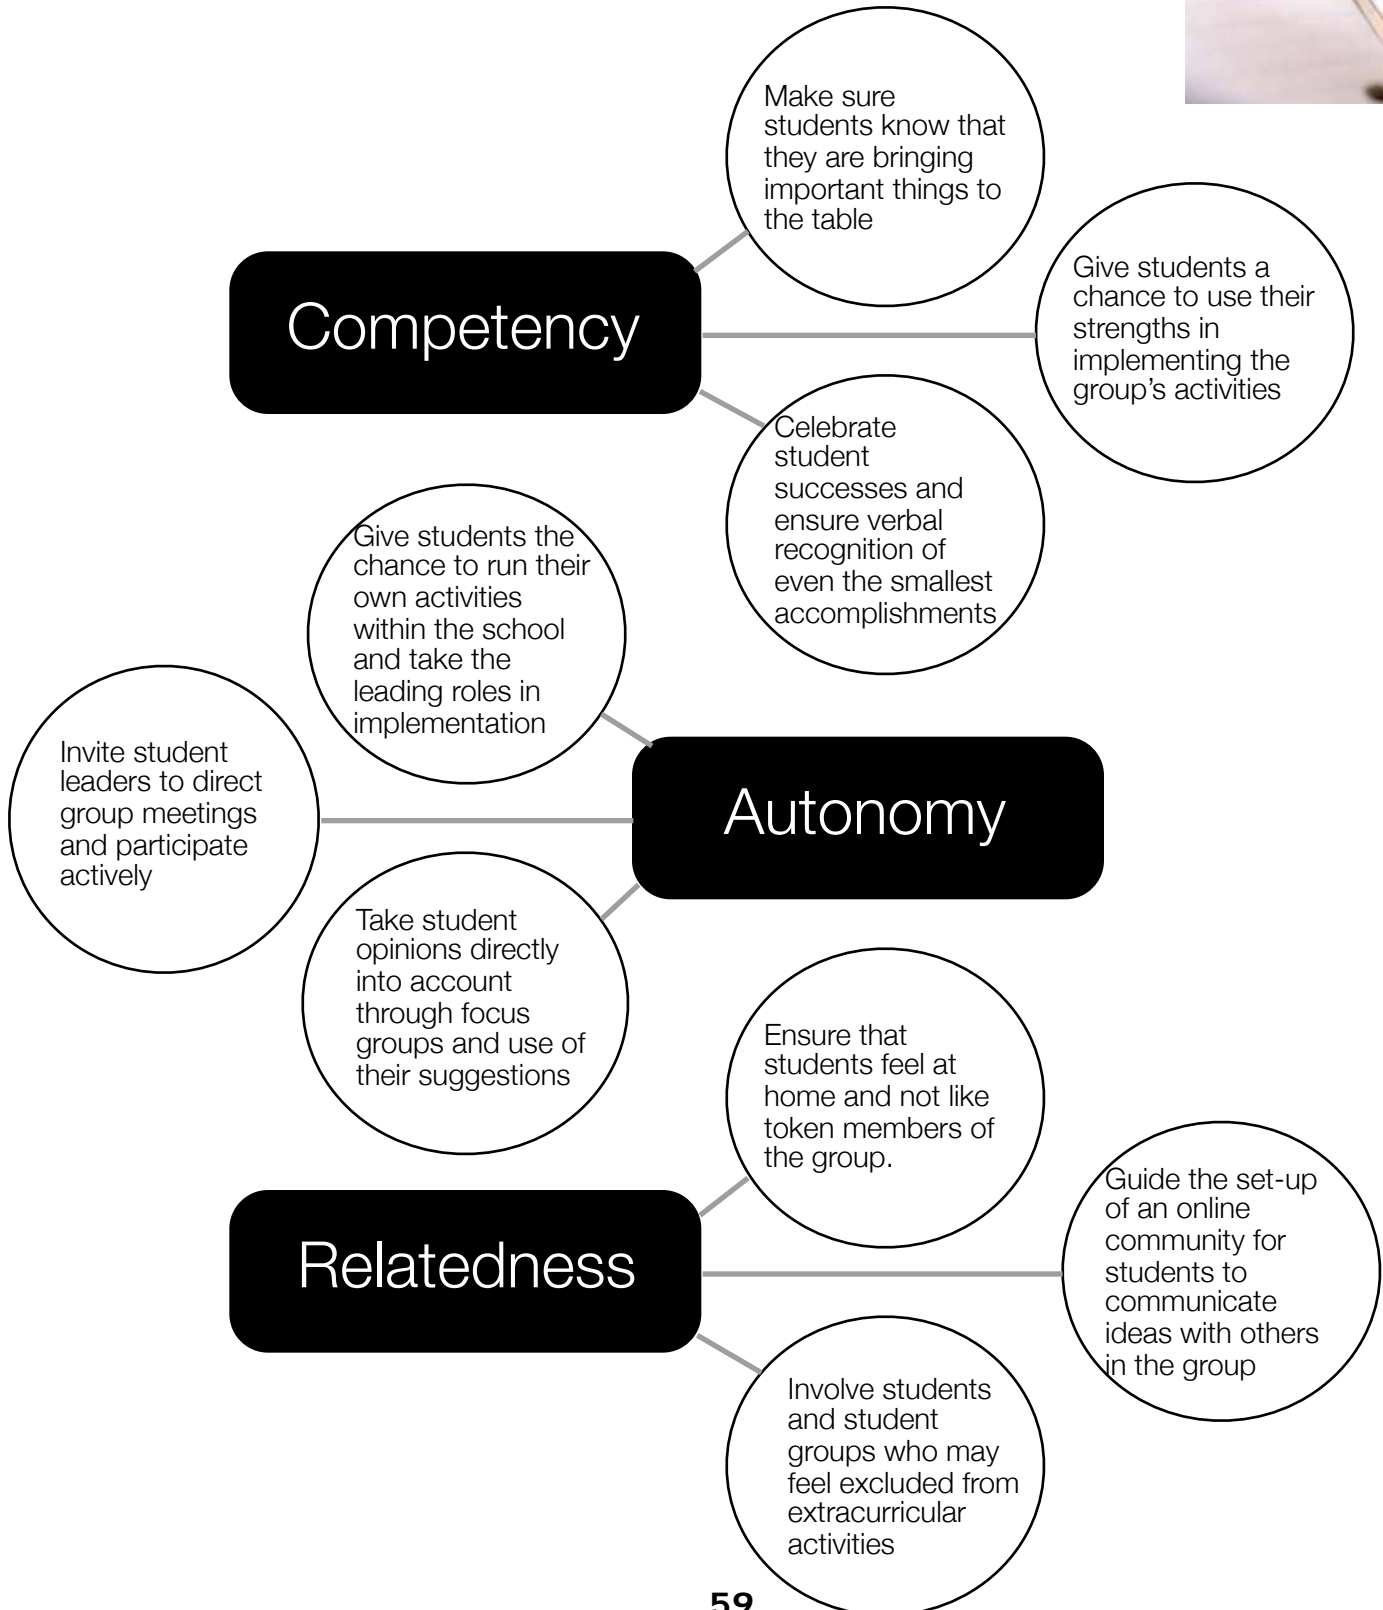 Make sure
students know that
they are bringing
important things to
the table
Competency
Give students a
chance to use their
strengths in
implementing the
group's activities
Celebrate
student
successes and
ensure verbal
recognition of
even the smallest
accomplishments
Give students the
chance to run their
own activities
within the school
and take the
leading roles in
implementation
Invite student
leaders to direct
group meetings
and participate
actively
Autonomy
Take student
opinions directly
into account
through focus
groups and use of
their suggestions
Ensure that
students feel at
home and not like
token members of
the group.
Relatedness
Guide the set-up
of an online
community for
students to
communicate
ideas with others
in the group
Involve students
and student
groups who may
feel excluded from
extracurricular
activities
59